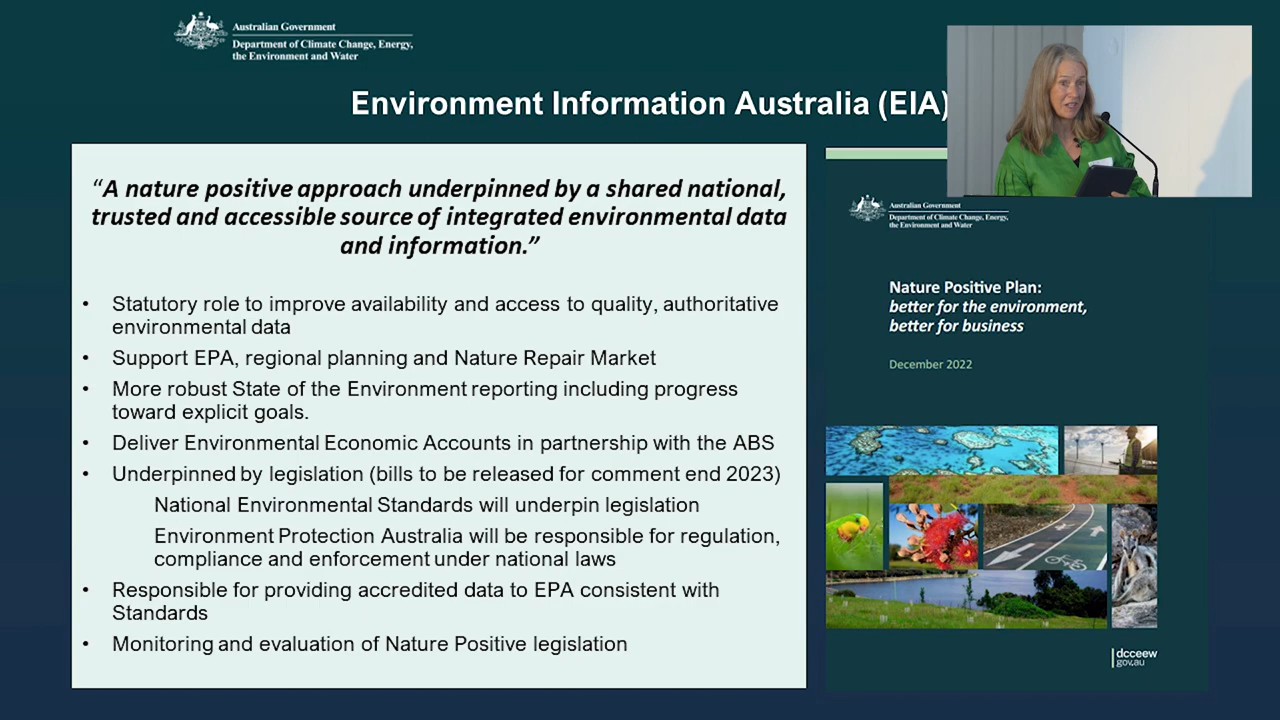 Australian Government
Department of Climate Change, Energy,
the Environment and Water
Environment Information Australia (EIA)
“A nature positive approach underpinned by a shared national,
trusted and accessible source of integrated environmental data
and information.”
• Statutory role to improve availability and access to quality, authoritative
environmental data
• Support EPA, regional planning and Nature Repair Market
• More robust State of the Environment reporting including progress
toward explicit goals.
• Deliver Environmental Economic Accounts in partnership with the ABS
• Underpinned by legislation (bills to be released for comment end 2023)
National Environmental Standards will underpin legislation
Environment Protection Australia will be responsible for regulation,
compliance and enforcement under national laws
• Responsible for providing accredited data to EPA consistent with
Standards
• Monitoring and evaluation of Nature Positive legislation
Australian Government
Department of Climate Change, Energy,
the Environment and Water
Nature Positive Plan:
better for the environment,
better for business
December 2022
dcceew
gov.au